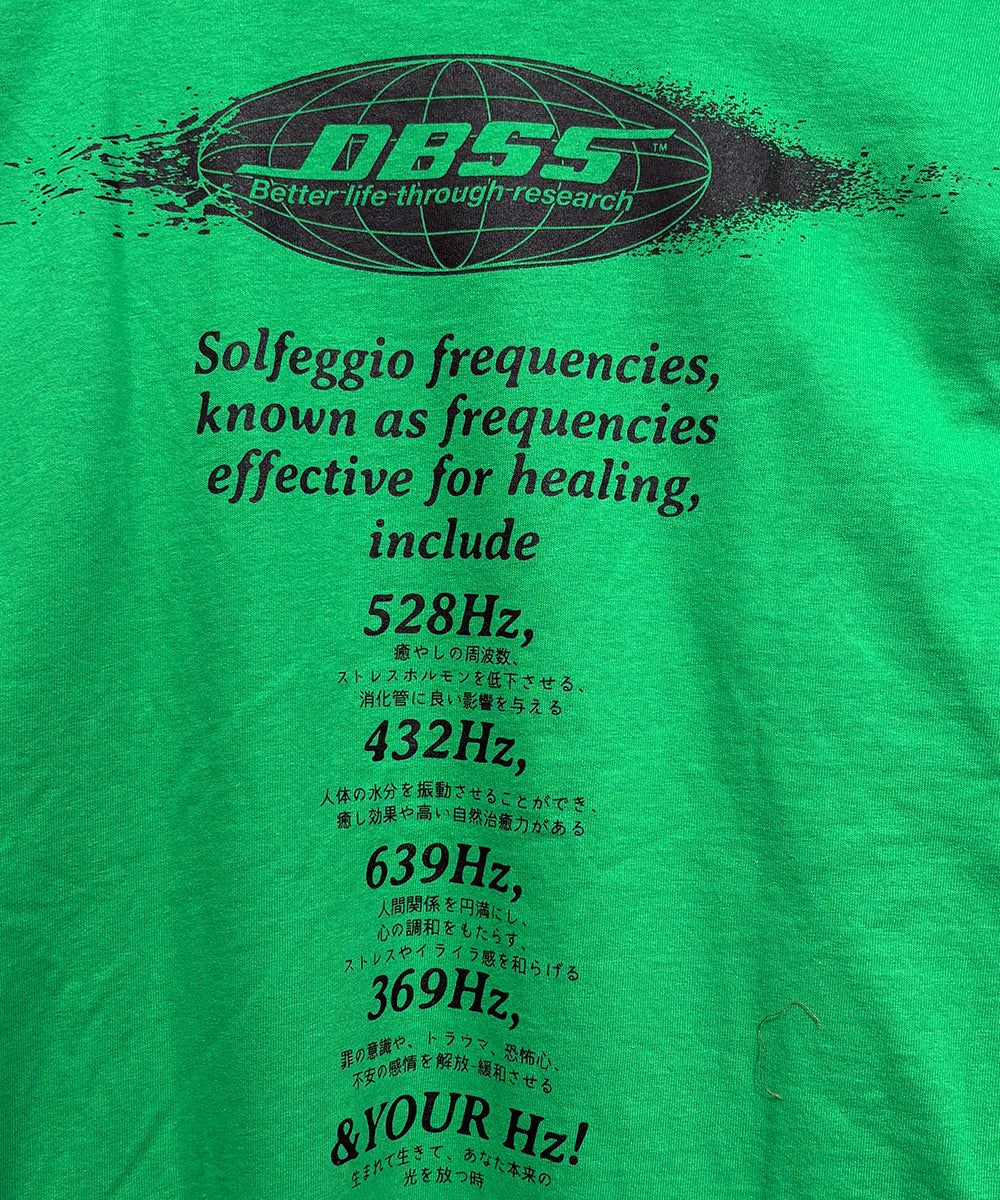 DBSS™
Better-life-through-research
Solfeggio frequencies,
known as frequencies
effective for healing,
include
528Hz,
癒やしの周波数、
ストレスホルモンを低下させる、
消化管に良い影響を与える
432Hz,
人体の水分を振動させることができ、
癒し効果や高い自然治癒力がある
639Hz,
人間関係を円満にし、
心の調和をもたらす、
ストレスやイライラ感を和らげる
369Hz,
罪の意識や、トラウマ、恐怖心、
不安の感情を解放-緩和させる
&YOUR Hz!
生まれて生きて、あなた本来の
光を放つ時